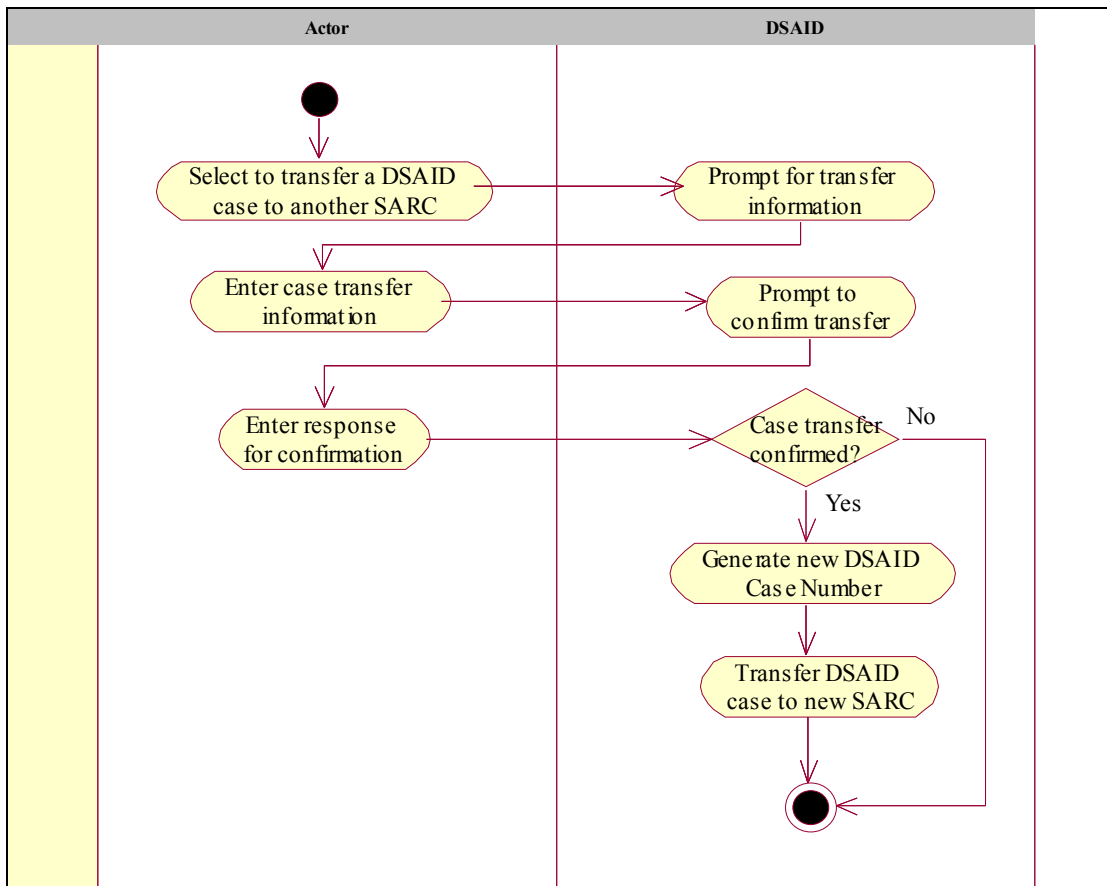 Actor
DSAID
Select to transfer a DSAID
case to another SARC
Prompt for transfer
information
Enter case transfer
information
Prompt to
confirm transfer
Enter response
for confirmation
Case transfer
confirmed?
No
Yes
Generate new DSAID
Case Number
Transfer DSAID
case to new SARC